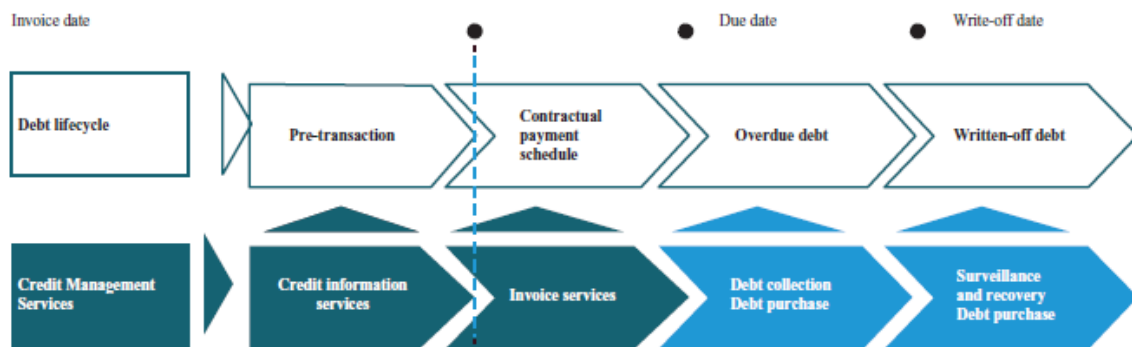 Invoice date
Due date
Write-off date
Debt lifecycle
Pre-transaction
Contractual
payment
schedule
Overdue debt
Written-off debt
Credit Management
Services
Credit information
services
Invoice services
Debt collection
Debt purchase
Surveillance
and recovery
Debt purchase